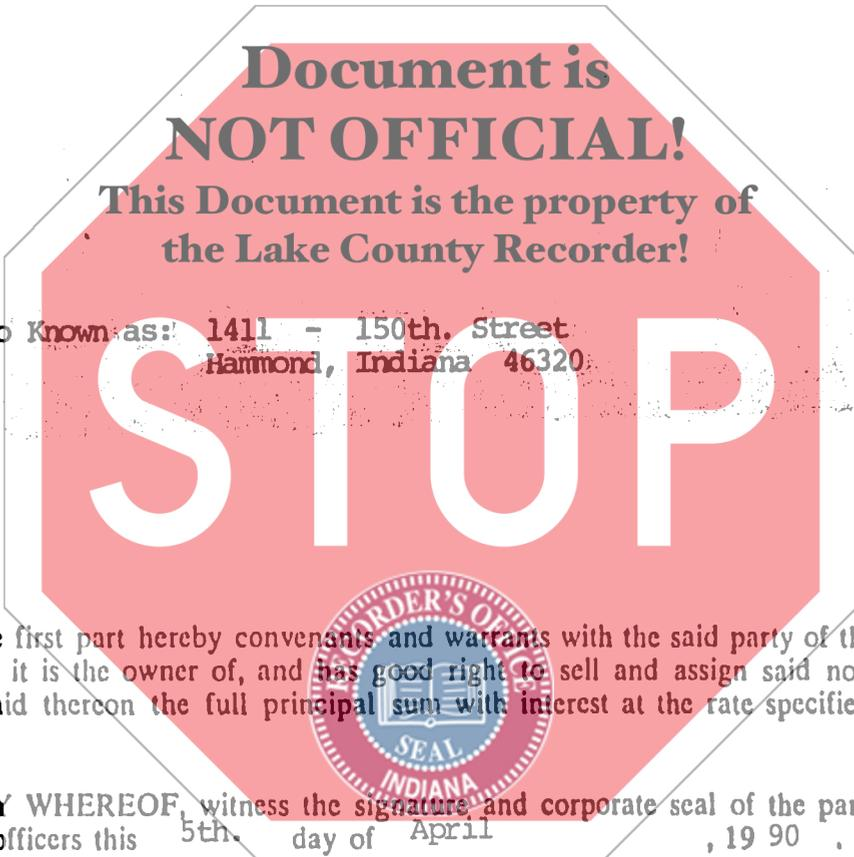 Document is
NOT OFFICIAL!
This Document is the property of
the Lake County Recorder!
o Known as: 1411 - 150th. Street
Hammond, Indiana 46320
STOP
RECORDER'S OFFICE
first part hereby convenants and warrants with the said party of th
it is the owner of, and has good right to sell and assign said no
id thereon the full principal sum with interest at the rate specifie
SEAL
INDIANA
Y WHEREOF, witness the signature and corporate seal of the par
officers this 5th. day of April , 19 90 .